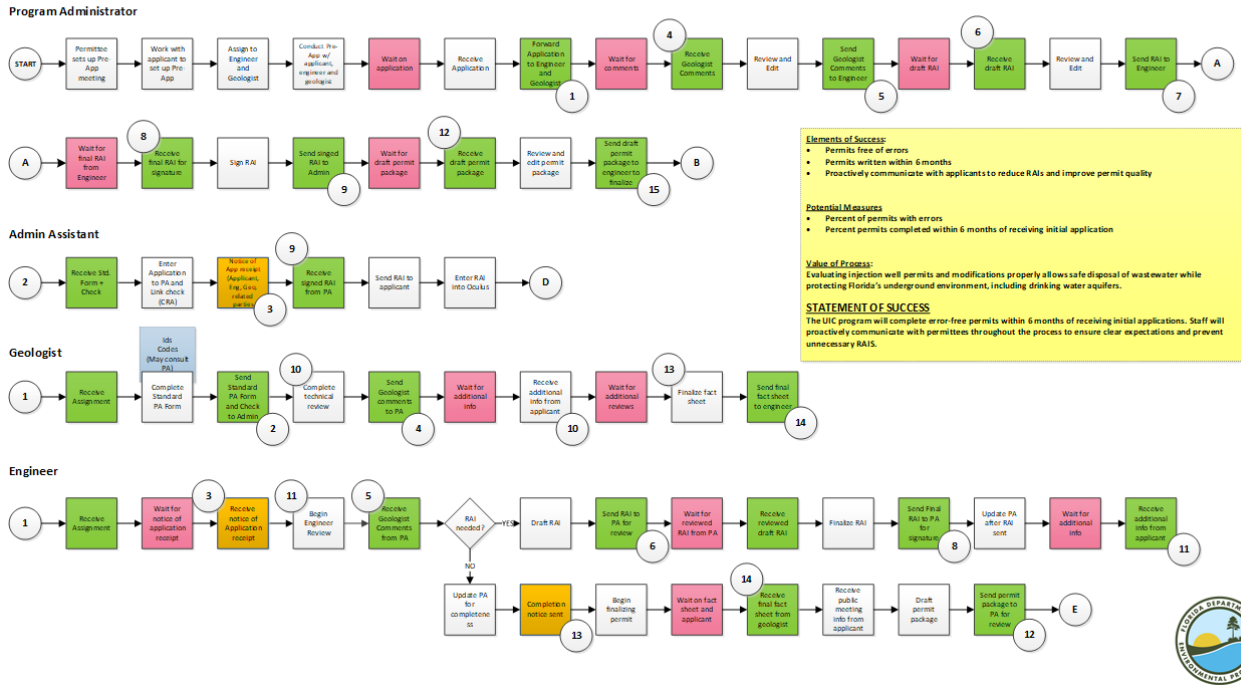 Program Administrator
START
Permittee
sets up Pre-
App
meeting
Work with
applicant to
set up Pre-
App
Assign to
Engineer
and
Geologist
Conduct Pre-
App w/
applicant,
engineer and
geologist
Wait on
application
Receive
Application
Forward
Application
to Engineer
and
Geologist
1
Wait for
comments
4
Receive
Geologist
Comments
Review and
Edit
Send
Geologist
Comments
to Engineer
5
Wait for
draft RAI
6
Receive
draft RAI
Review and
Edit
Send RAI to
Engineer
7
A
A
Wait for
final RAI
from
Engineer
8
Receive
final RAI for
signature
Sign RAI
Send singed
RAI to
Admin
9
Wait for
draft permit
package
12
Receive
draft permit
package
Review and
edit permit
package
Send draft
permit
package to
engineer to
finalize
15
B
Elements of Success:
• Permits free of errors
• Permits written within 6 months
• Proactively communicate with applicants to reduce RAIs and improve permit quality
Potential Measures
• Percent of permits with errors
• Percent permits completed within 6 months of receiving initial application
Value of Process:
Evaluating injection well permits and modifications properly allows safe disposal of wastewater while
protecting Florida's underground environment, including drinking water aquifers.
STATEMENT OF SUCCESS
The UIC program will complete error-free permits within 6 months of receiving initial applications. Staff will
proactively communicate with permittees throughout the process to ensure clear expectations and prevent
unnecessary RAIS.
Admin Assistant
2
Receive Std.
Form +
Check
Enter
Application
to PA and
Link check
(CRA)
Notice of
App receipt
(Applicant,
Eng, Geo,
related
parties
3
9
Receive
signed RAI
from PA
Send RAI to
applicant
Enter RAI
into Oculus
D
Geologist
Ids
Codes
(May consult
PA)
1
Receive
Assignment
Complete
Standard
PA Form
Send
Standard
PA Form
and Check
to Admin
2
10
Complete
technical
review
Send
Geologist
comments
to PA
4
Wait for
additional
info
Receive
additional
info from
applicant
10
Wait for
additional
reviews
13
Finalize fact
sheet
Send final
fact sheet
to engineer
14
Engineer
1
Receive
Assignment
Wait for
notice of
application
receipt
3
Receive
notice of
Application
receipt
11
Begin
Engineer
Review
5
Receive
Geologist
Comments
from PA
RAI
needed?
YES
Draft RAI
Send RAI to
PA for
review
6
Wait for
reviewed
RAI from PA
Receive
reviewed
draft RAI
Finalize RAI
Send Final
RAI to PA
for
signature
8
Update PA
after RAI
sent
Wait for
additional
info
Receive
additional
info from
applicant
11
NO
Update PA
for
completene
ss
Completion
notice sent
13
Begin
finalizing
permit
Wait on fact
sheet and
applicant
14
Receive
final fact
sheet from
geologist
Receive
public
meeting
info from
applicant
Draft
permit
package
Send permit
package to
PA for
review
12
E
FLORIDA DEPARTM
ENVIRONMENTAL PRO